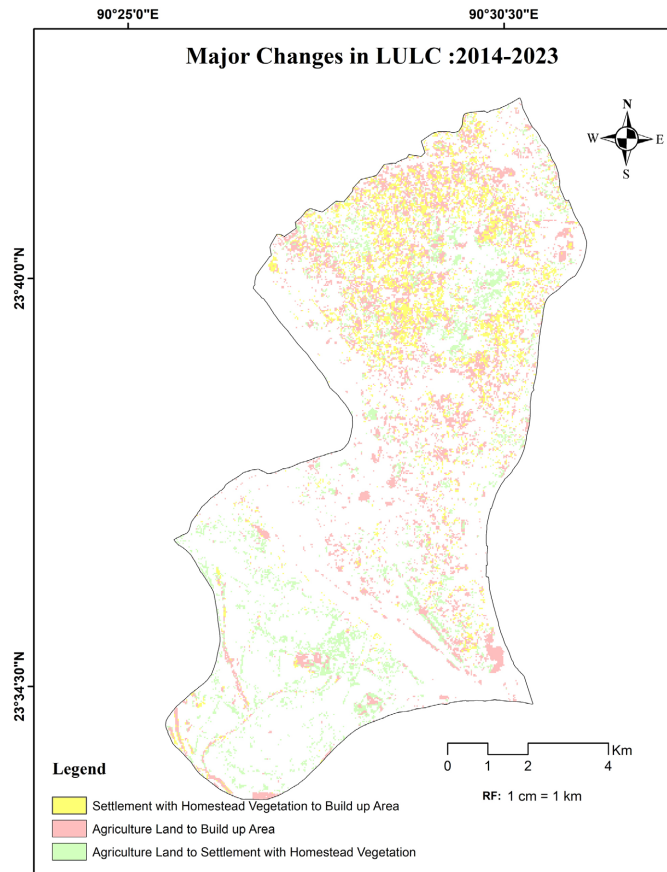 90°25'0"E
90°30'30"E
Major Changes in LULC :2014-2023
N
W
E
S
23°40'0"N
23°34'30"N
Km
0 1 2 4
RF: 1 cm = 1 km
Legend
Settlement with Homestead Vegetation to Build up Area
Agriculture Land to Build up Area
Agriculture Land to Settlement with Homestead Vegetation